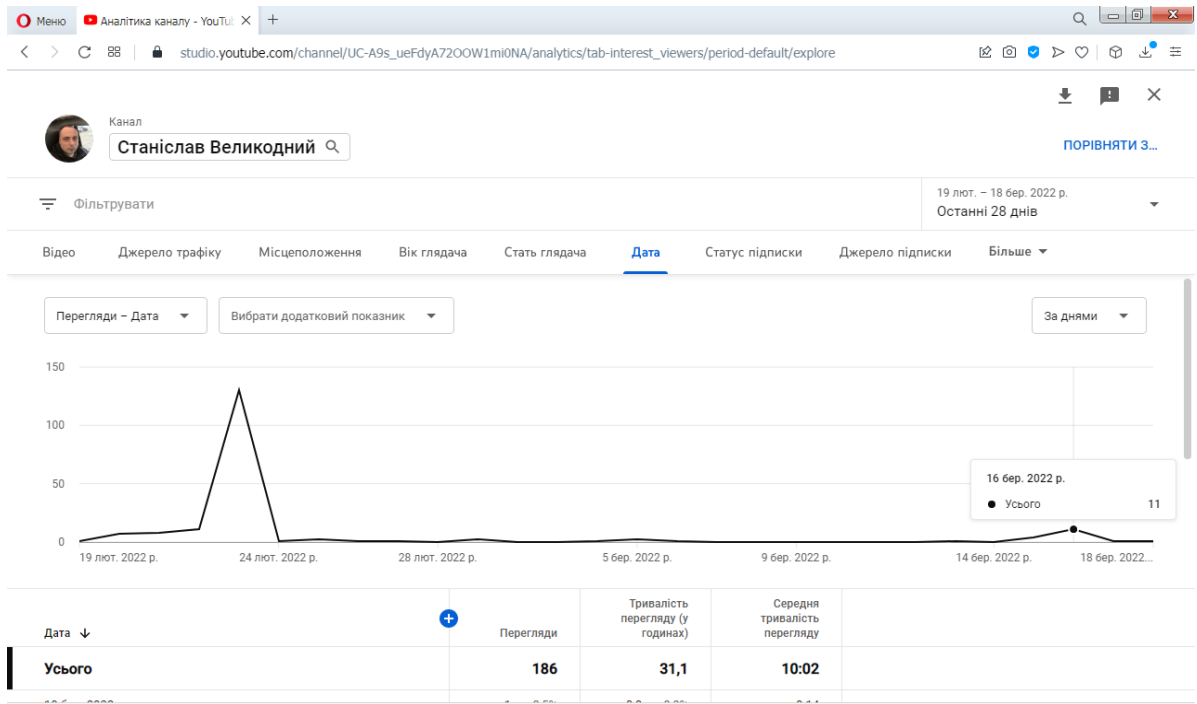 Меню
Аналітика каналу - YouTu
studio.youtube.com/channel/UC-A9s_ueFdyA72OOW1mi0NA/analytics/tab-interest_viewers/period-default/explore
Канал
Станіслав Великодний
ПОРІВНЯТИ З...
Фільтрувати
19 лют. – 18 бер. 2022 р.
Останні 28 днів
Відео Джерело трафіку Місцеположення Вік глядача Стать глядача Дата Статус підписки Джерело підписки Більше
Перегляди – Дата Вибрати додатковий показник За днями
150
100
50
0
16 бер. 2022 р.
Усього 11
19 лют. 2022 р. 24 лют. 2022 р. 28 лют. 2022 р. 5 бер. 2022 р. 9 бер. 2022 р. 14 бер. 2022 р. 18 бер. 2022...
Дата Перегляди Тривалість перегляду (у годинах) Середня тривалість перегляду
Усього 186 31,1 10:02